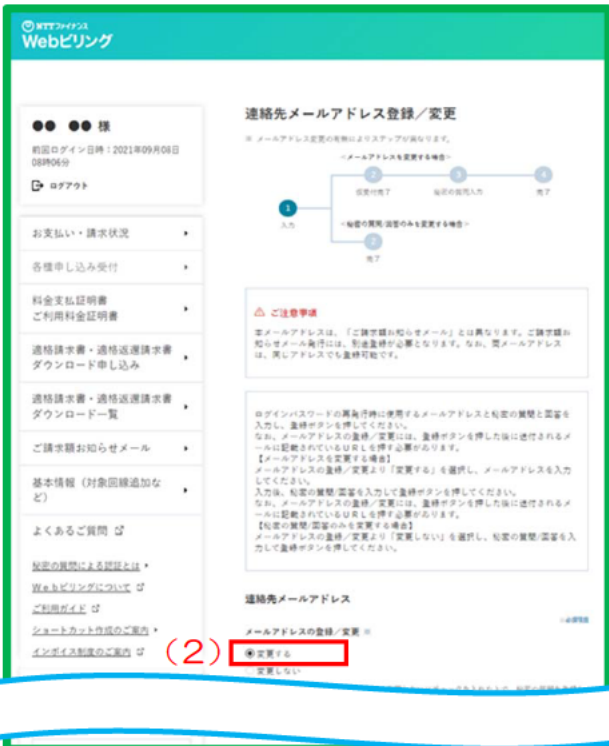 NTTファイナンス
Webビリング
●● ●● 様
前回ログイン日時：2021年09月08日
08時06分
ログアウト
お支払い・請求状況
各種申し込み受付
料金支払証明書
ご利用料金証明書
適格請求書・適格返還請求書
ダウンロード申し込み
適格請求書・適格返還請求書
ダウンロード一覧
ご請求額お知らせメール
基本情報（対象回線追加な
ど）
よくあるご質問
秘密の質問による認証とは
Webビリングについて
ご利用ガイド
ショートカット作成のご案内
インボイス制度のご案内
連絡先メールアドレス登録／変更
※ メールアドレス変更の有無によりステップが異なります。
<メールアドレスを変更する場合>
2
3
4
仮受付完了
秘密の質問入力
完了
1
入力
<秘密の質問/回答のみを変更する場合>
2
完了
ご注意事項
本メールアドレスは、「ご請求額お知らせメール」とは異なります。ご請求額お
知らせメール発行には、別途登録が必要となります。なお、両メールアドレス
は、同じアドレスでも登録可能です。
ログインパスワードの再発行時に使用するメールアドレスと秘密の質問と回答を
入力し、登録ボタンを押してください。
なお、メールアドレスの登録／変更には、登録ボタンを押した後に送付されるメ
ールに記載されているURLを押す必要があります。
【メールアドレスを変更する場合】
メールアドレスの登録／変更より「変更する」を選択し、メールアドレスを入力
してください。
入力後、秘密の質問/回答を入力して登録ボタンを押してください。
なお、メールアドレスの登録／変更には、登録ボタンを押した後に送付されるメ
ールに記載されているURLを押す必要があります。
【秘密の質問/回答のみを変更する場合】
メールアドレスの登録／変更より「変更しない」を選択し、秘密の質問/回答を入
力して登録ボタンを押してください。
連絡先メールアドレス
※必須項目
メールアドレスの登録／変更 ※
（2）
変更する
変更しない